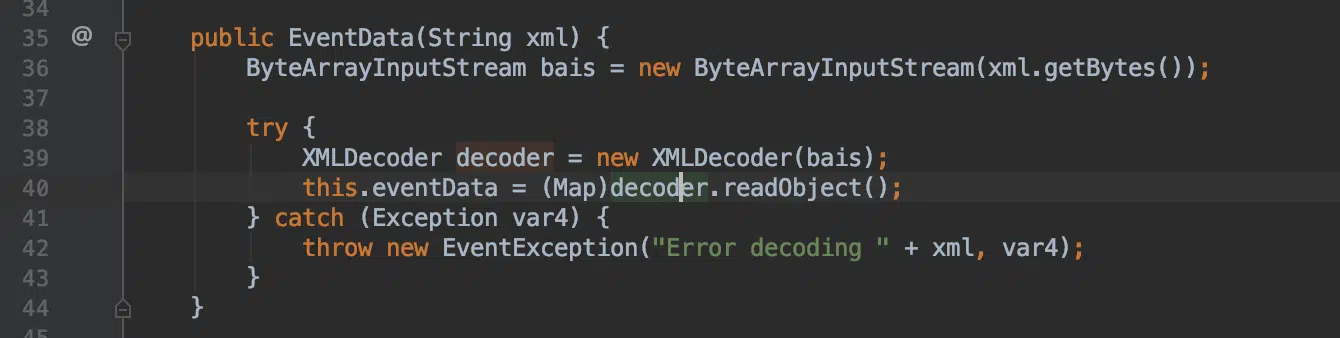 34
35 @ public EventData(String xml) {
36 ByteArrayInputStream bais = new ByteArrayInputStream(xml.getBytes());
37
38 try {
39 XMLDecoder decoder = new XMLDecoder(bais);
40 this.eventData = (Map)decoder.readObject();
41 } catch (Exception var4) {
42 throw new EventException("Error decoding " + xml, var4);
43 }
44 }
45